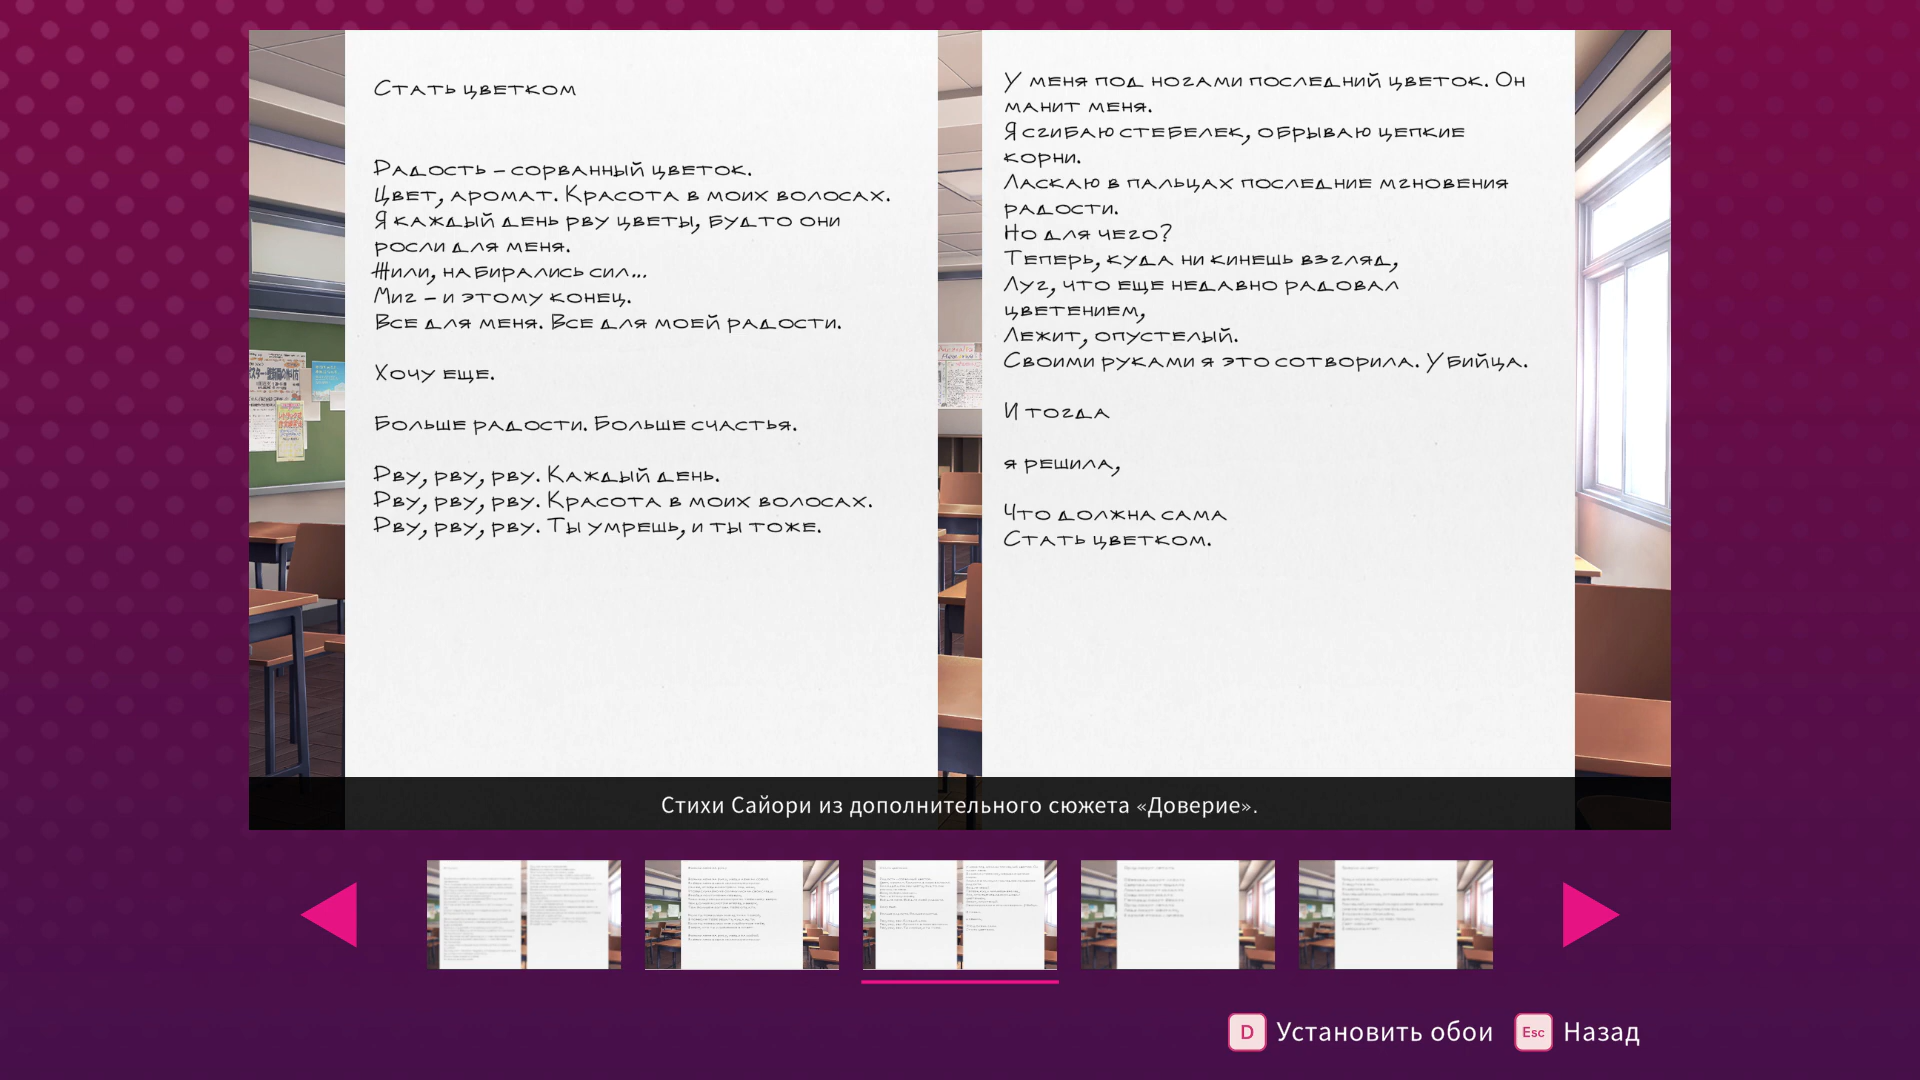 Стать цветком
Радость – сорванный цветок.
Цвет, аромат. Красота в моих волосах.
Я каждый день рву цветы, будто они
росли для меня.
Жили, набирались сил...
Миг – и этому конец.
Все для меня. Все для моей радости.
Хочу еще.
Больше радости. Больше счастья.
Рву, рву, рву. Каждый день.
Рву, рву, рву. Красота в моих волосах.
Рву, рву, рву. Ты умрешь, и ты тоже.
У меня под ногами последний цветок. Он
манит меня.
Я сгибаю стебелек, обрываю цепкие
корни.
Ласкаю в пальцах последние мгновения
радости.
Но для чего?
Теперь, куда ни кинешь взгляд,
Луг, что еще недавно радовал
цветением,
Лежит, опустелый.
Своими руками я это сотворила. Убийца.
И тогда
я решила,
Что должна сама
Стать цветком.
Стихи Сайори из дополнительного сюжета «Доверие».
D Установить обои Esc Назад